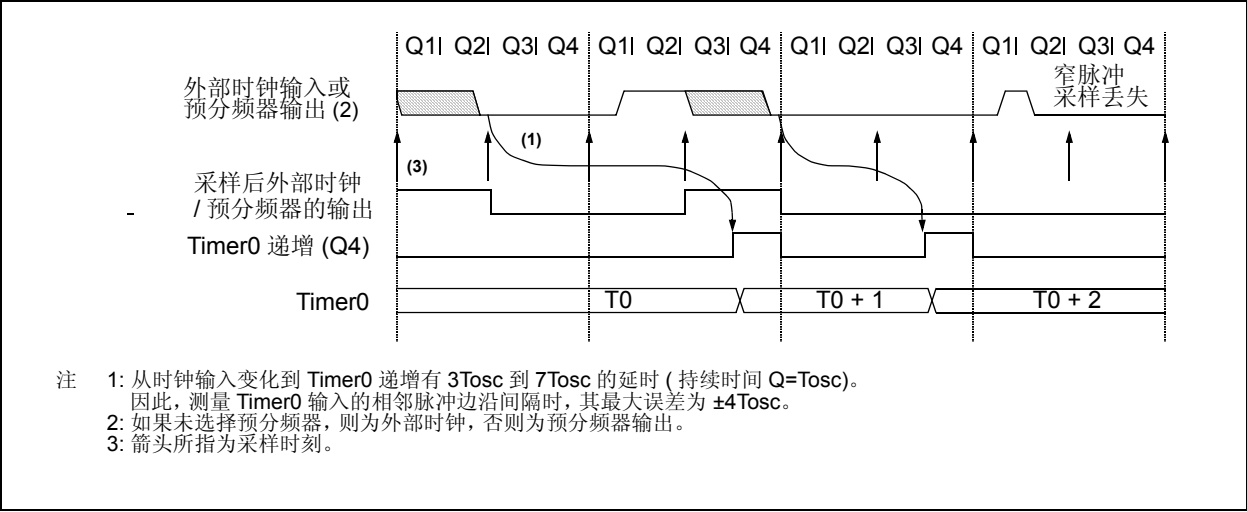 Q1| Q2| Q3| Q4 | Q1| Q2| Q3| Q4 | Q1| Q2| Q3| Q4 | Q1| Q2| Q3| Q4
外部时钟输入或
预分频器输出 (2)
窄脉冲
采样丢失
(1)
(3)
采样后外部时钟
/ 预分频器的输出
Timer0 递增 (Q4)
Timer0 T0 T0 + 1 T0 + 2
注 1: 从时钟输入变化到 Timer0 递增有 3Tosc 到 7Tosc 的延时 ( 持续时间 Q=Tosc)。
因此, 测量 Timer0 输入的相邻脉冲边沿间隔时, 其最大误差为 ±4Tosc。
2: 如果未选择预分频器, 则为外部时钟, 否则为预分频器输出。
3: 箭头所指为采样时刻。